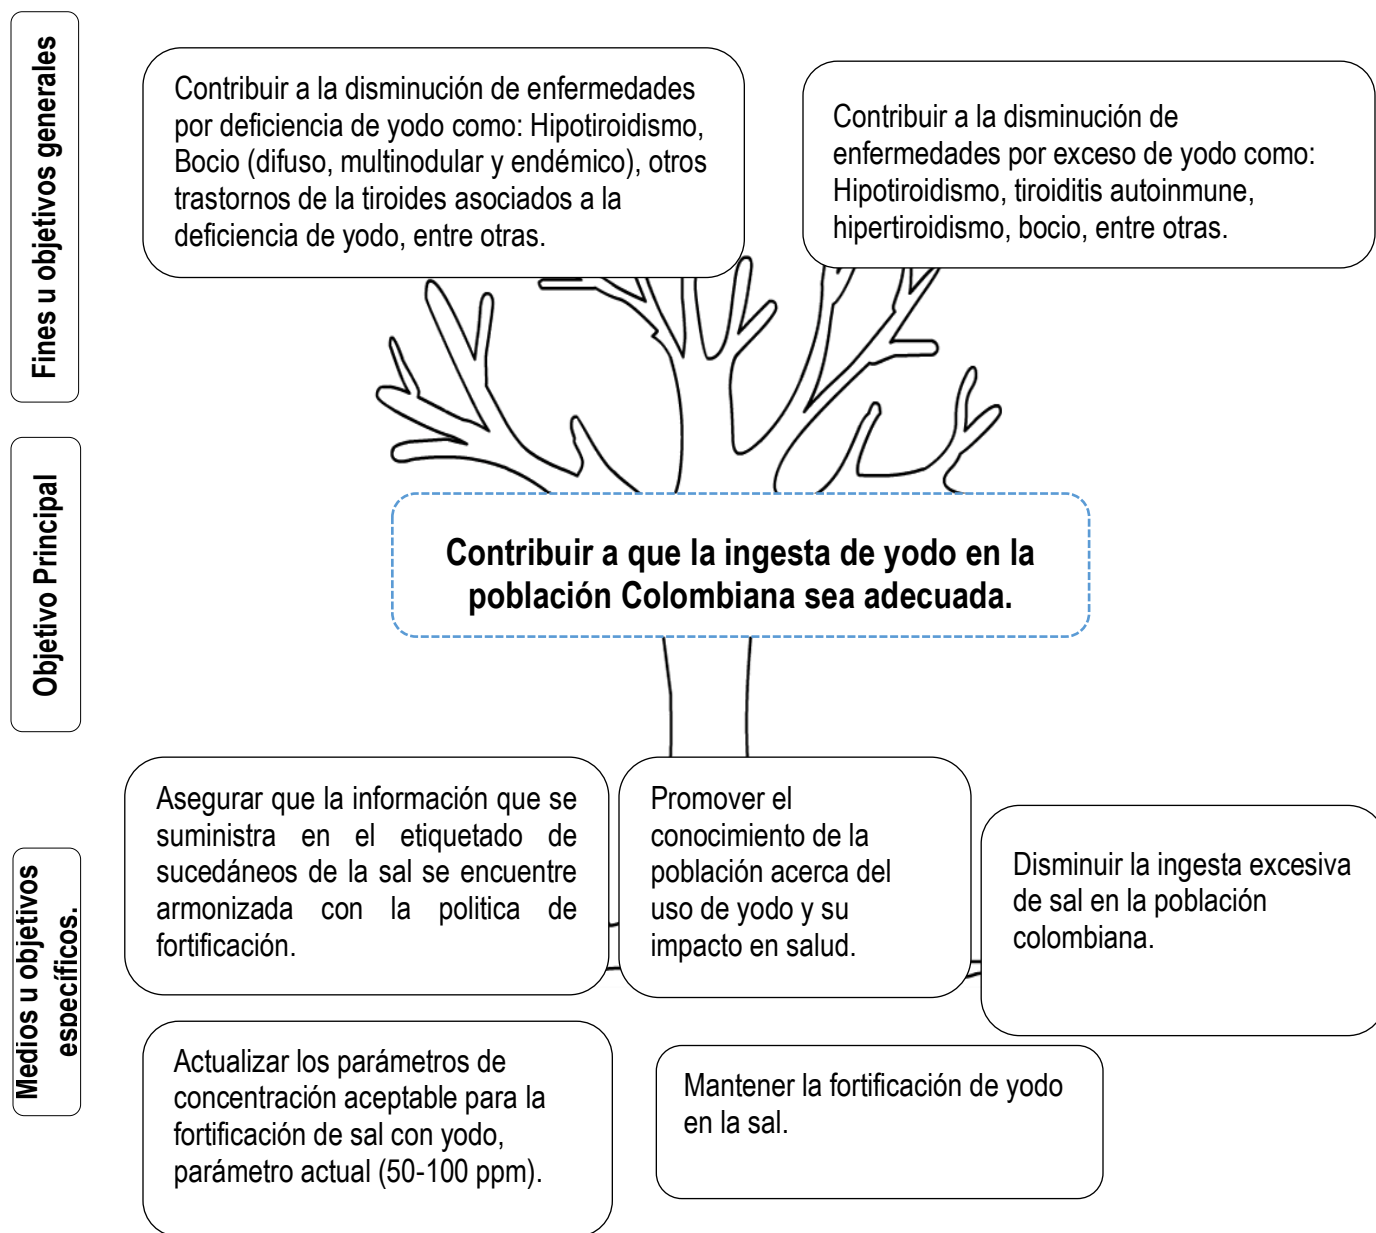 Fines u objetivos generales
Contribuir a la disminución de enfermedades
por deficiencia de yodo como: Hipotiroidismo,
Bocio (difuso, multinodular y endémico), otros
trastornos de la tiroides asociados a la
deficiencia de yodo, entre otras.
Contribuir a la disminución de
enfermedades por exceso de yodo como:
Hipotiroidismo, tiroiditis autoinmune,
hipertiroidismo, bocio, entre otras.
Objetivo Principal
Contribuir a que la ingesta de yodo en la
población Colombiana sea adecuada.
Medios u objetivos
específicos.
Asegurar que la información que se
suministra en el etiquetado de
sucedáneos de la sal se encuentre
armonizada con la politica de
fortificación.
Promover el
conocimiento de la
población acerca del
uso de yodo y su
impacto en salud.
Disminuir la ingesta excesiva
de sal en la población
colombiana.
Actualizar los parámetros de
concentración aceptable para la
fortificación de sal con yodo,
parámetro actual (50-100 ppm).
Mantener la fortificación de yodo
en la sal.